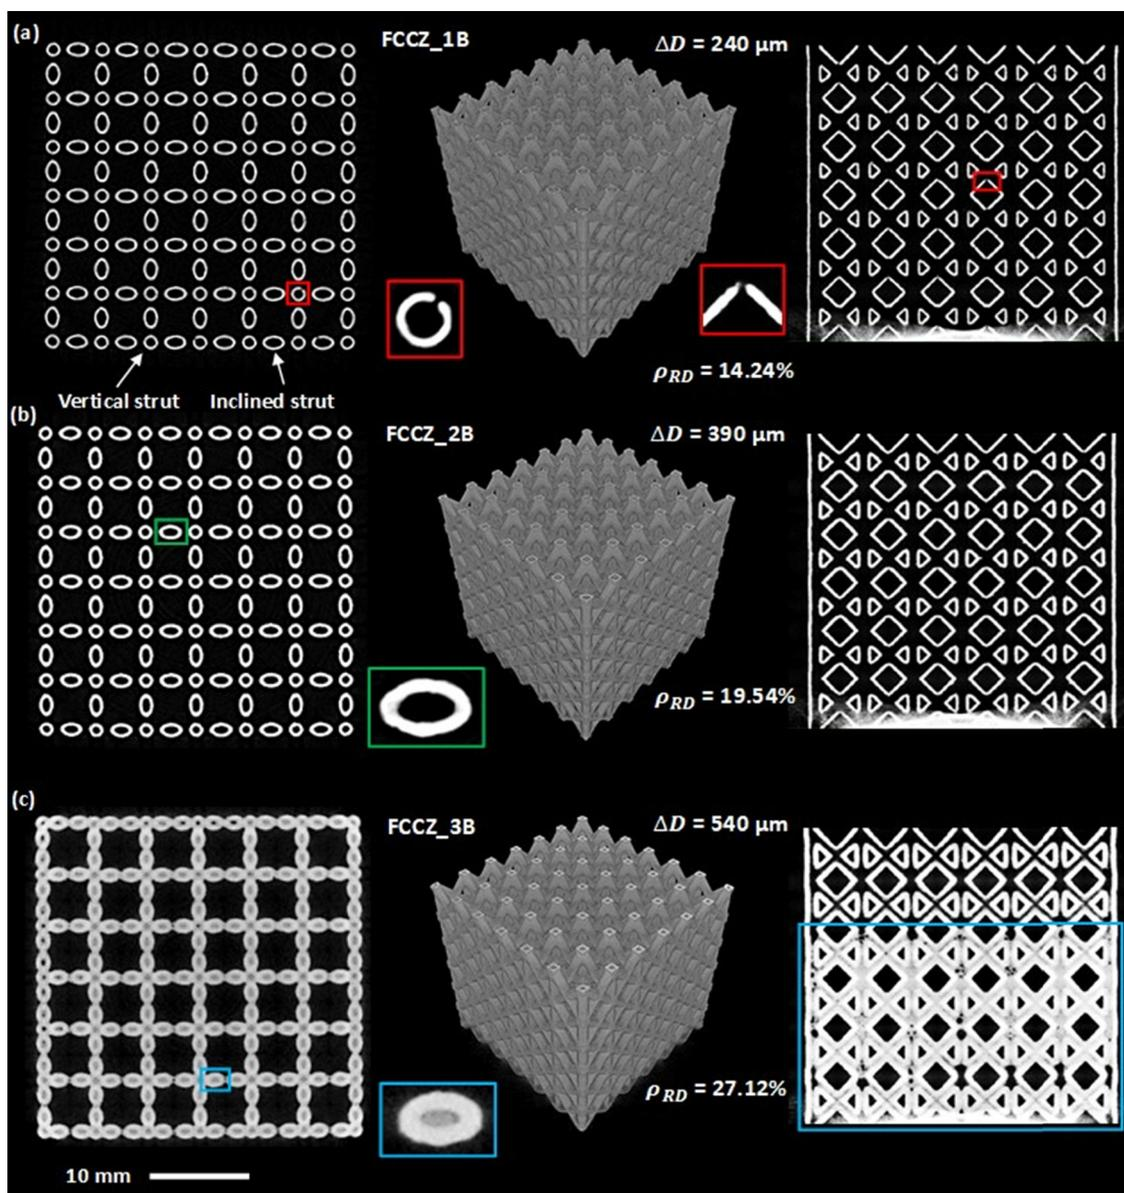 (a)
FCCZ_1B
ΔD = 240 μm
ρRD = 14.24%
Vertical strut
Inclined strut
(b)
FCCZ_2B
ΔD = 390 μm
ρRD = 19.54%
(c)
FCCZ_3B
ΔD = 540 μm
ρRD = 27.12%
10 mm